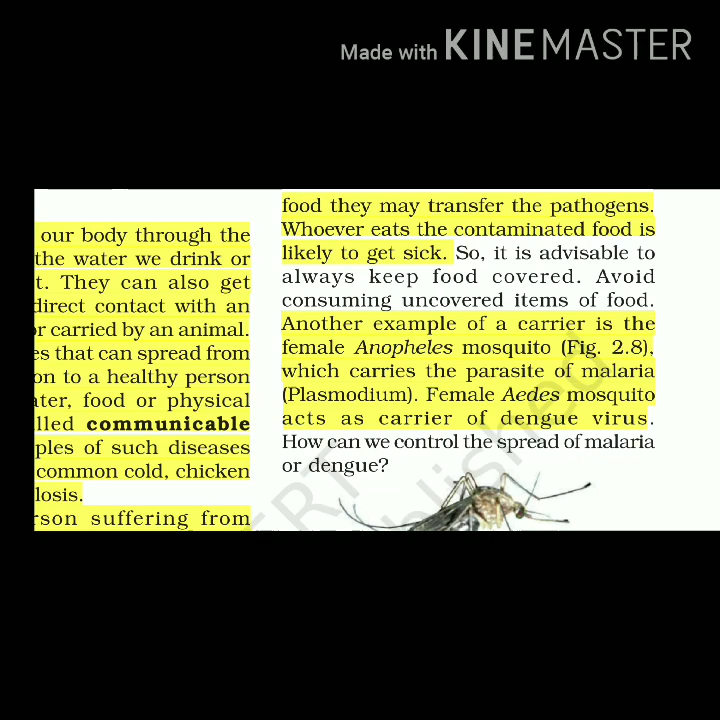 Made with KINEMASTER
our body through the
the water we drink or
t. They can also get
direct contact with an
or carried by an animal.
es that can spread from
on to a healthy person
ater, food or physical
lled communicable
ples of such diseases
common cold, chicken
losis.
rson suffering from
food they may transfer the pathogens.
Whoever eats the contaminated food is
likely to get sick. So, it is advisable to
always keep food covered. Avoid
consuming uncovered items of food.
Another example of a carrier is the
female Anopheles mosquito (Fig. 2.8),
which carries the parasite of malaria
(Plasmodium). Female Aedes mosquito
acts as carrier of dengue virus.
How can we control the spread of malaria
or dengue?